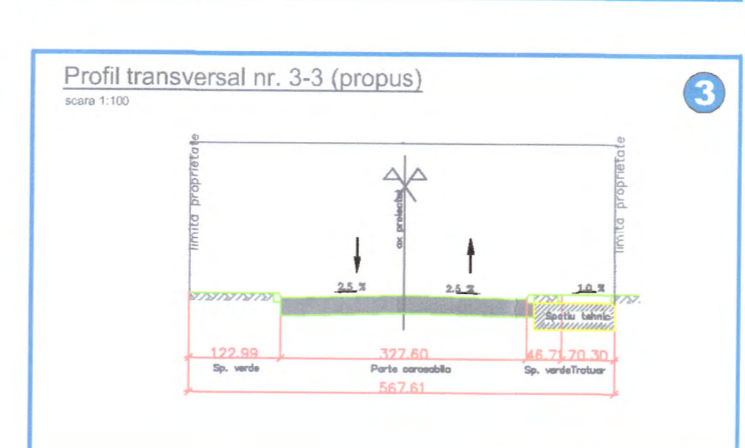 Profil transversal nr. 3-3 (propus)
3
scara 1:100
limita proprietate
limita proprietate
ax proiectat
2.5 %
2.5 %
1.0 %
Spatiu tehnic
122.99
327.60
70.30
Sp. verde
Parte carosabila
Sp. verde
Trotuar
567.61